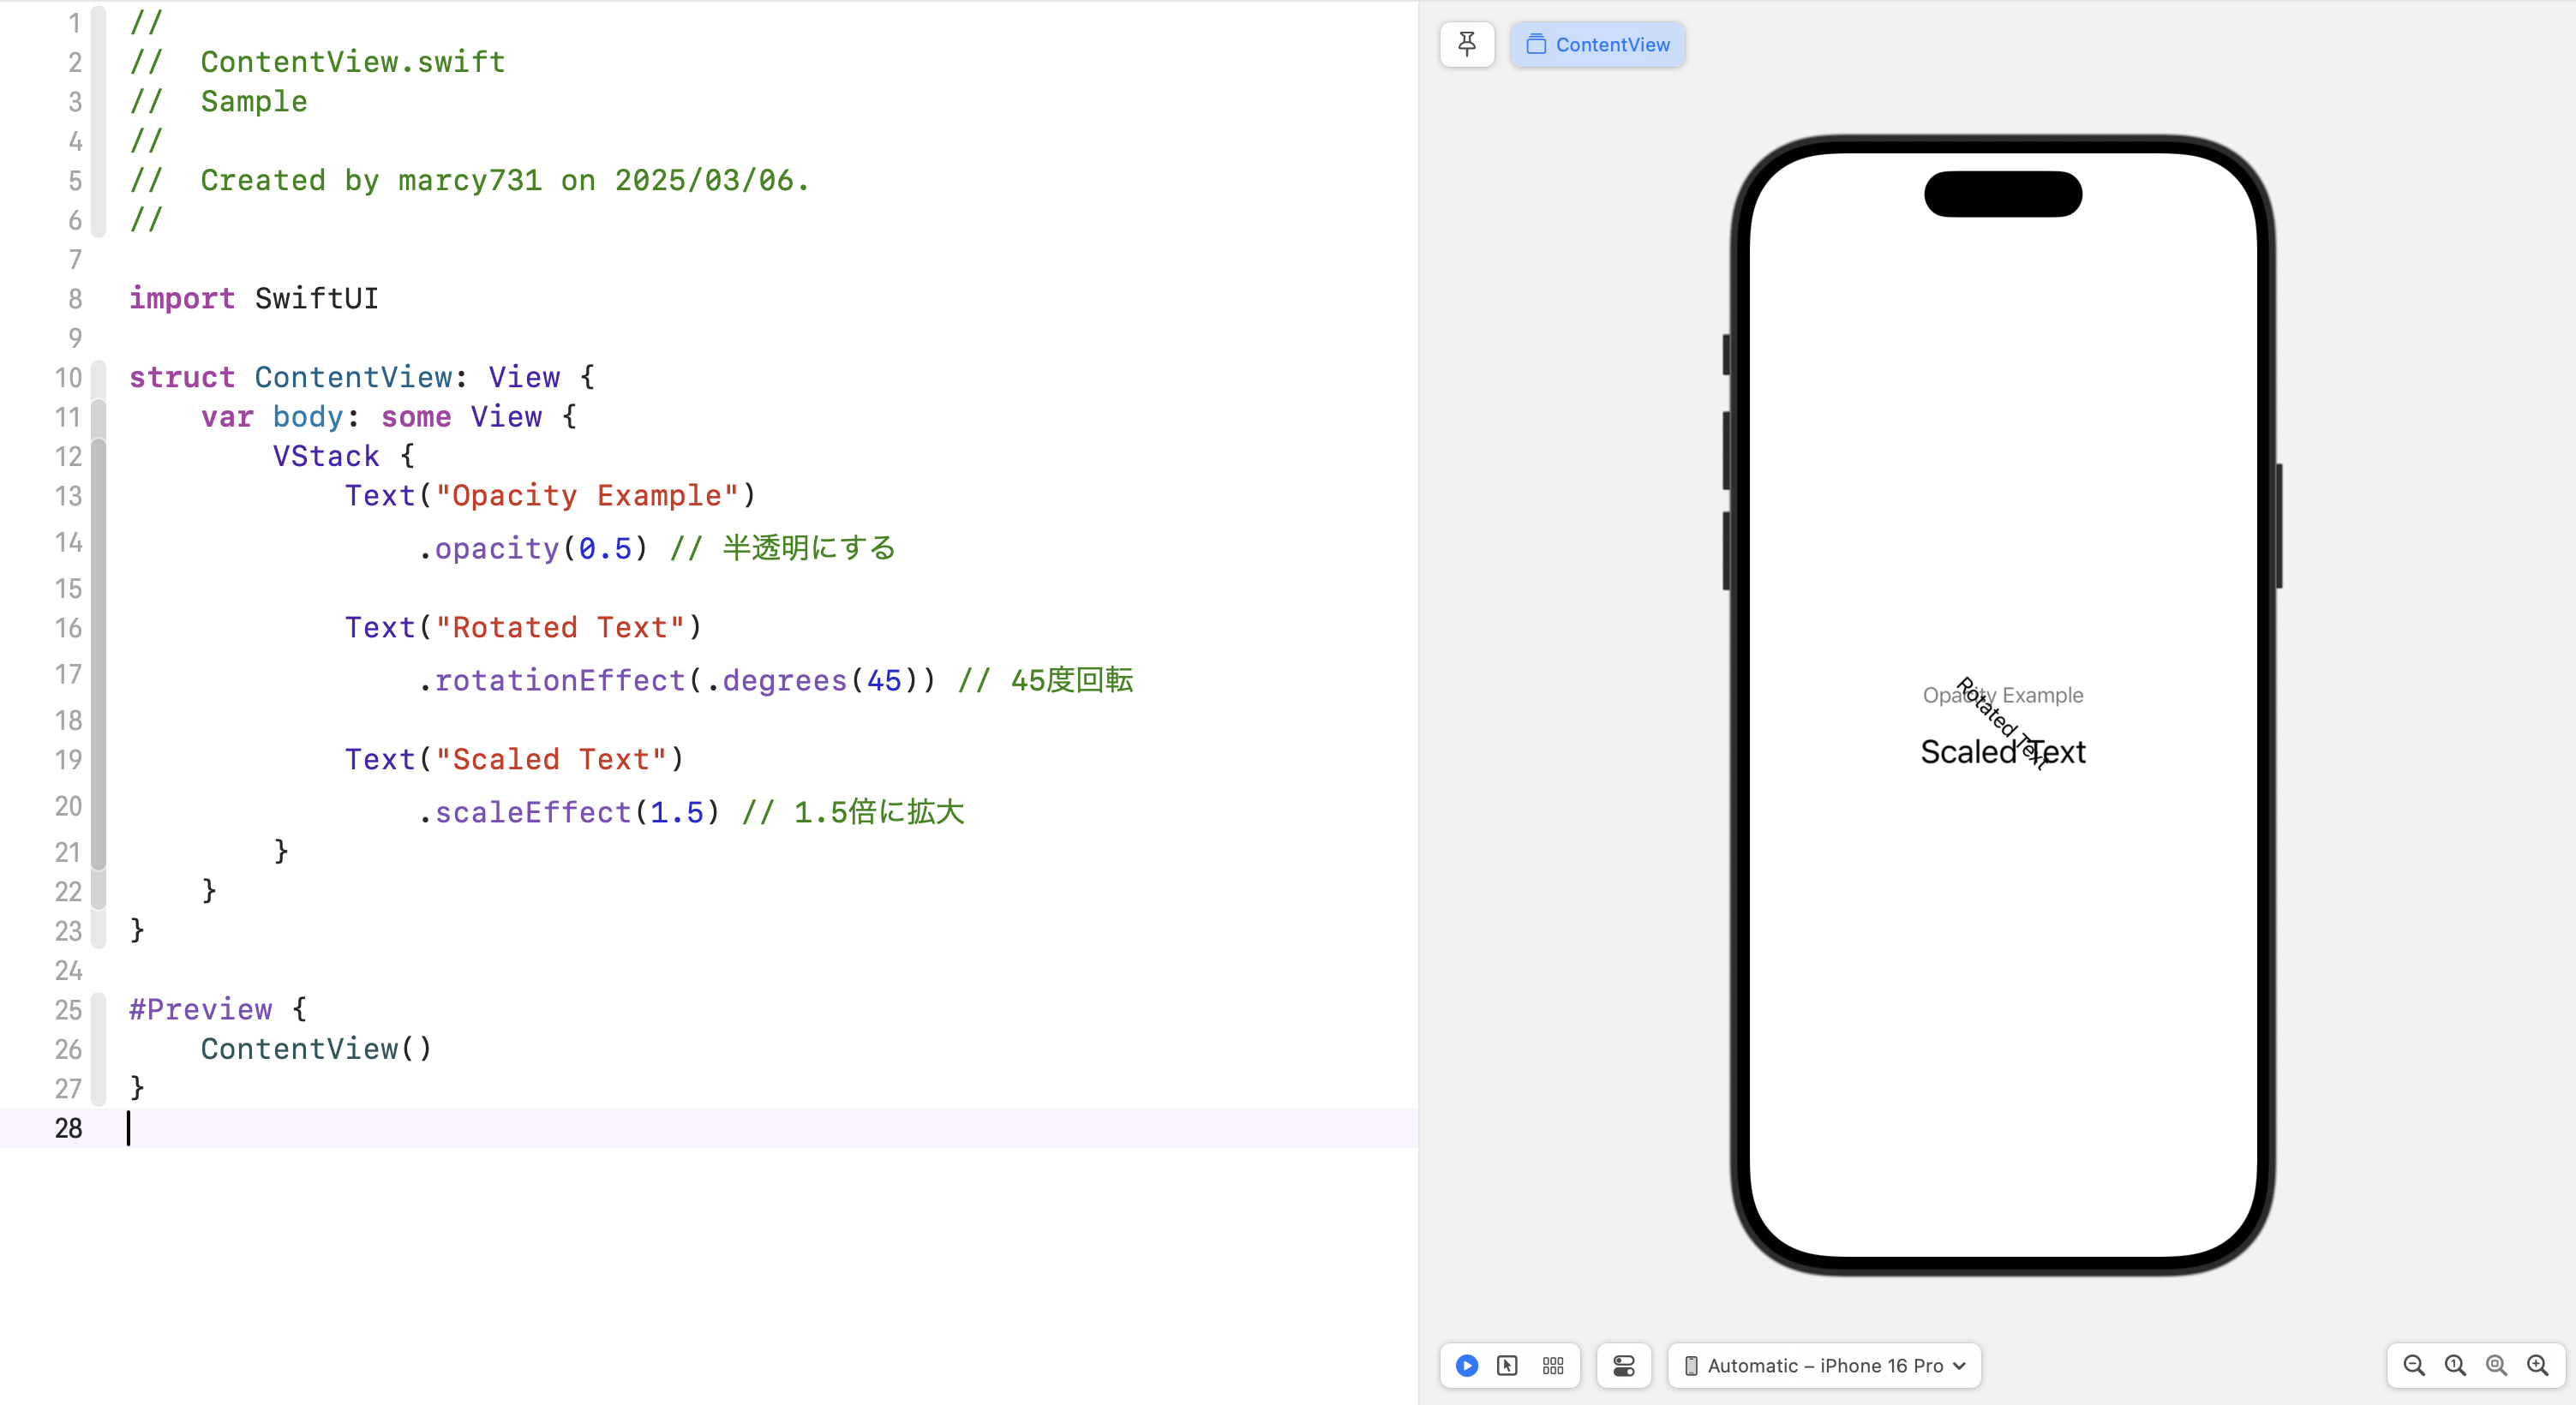 1 //
2 //  ContentView.swift
3 //  Sample
4 //
5 //  Created by marcy731 on 2025/03/06.
6 //
7
8 import SwiftUI
9
10 struct ContentView: View {
11     var body: some View {
12         VStack {
13             Text("Opacity Example")
14                 .opacity(0.5) // 半透明にする
15
16             Text("Rotated Text")
17                 .rotationEffect(.degrees(45)) // 45度回転
18
19             Text("Scaled Text")
20                 .scaleEffect(1.5) // 1.5倍に拡大
21         }
22     }
23 }
24
25 #Preview {
26     ContentView()
27 }
28
ContentView
Opacity Example
Rotated Text
Scaled Text
Automatic – iPhone 16 Pro
1